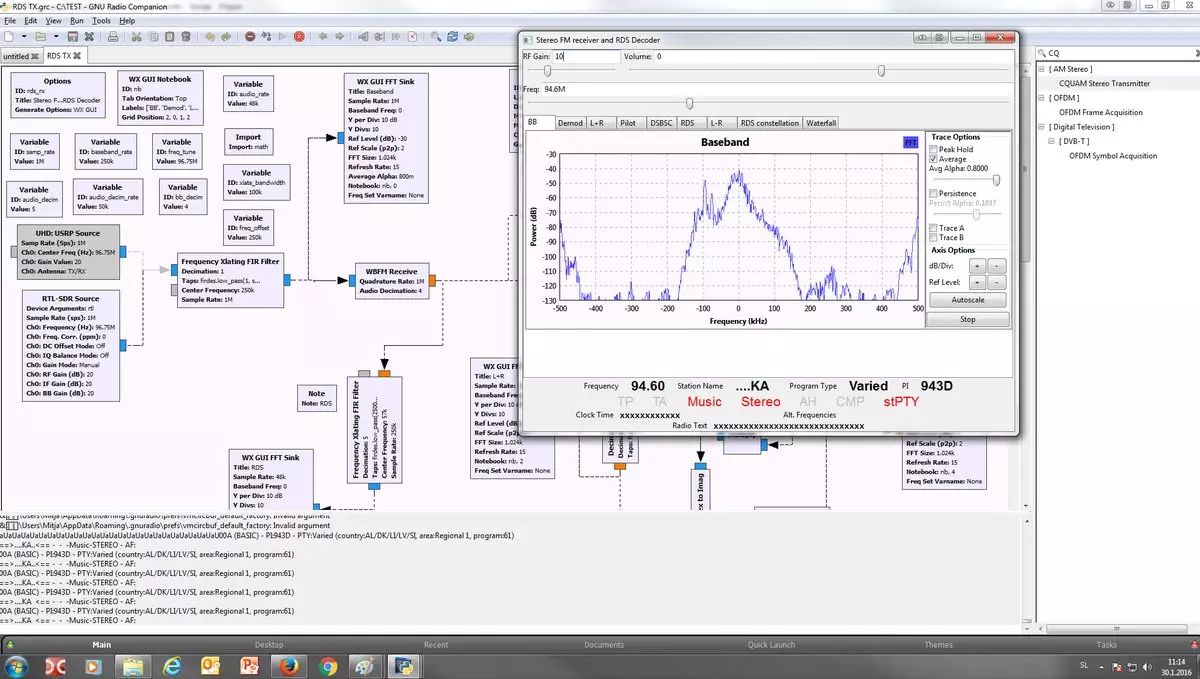 RDS TX.grc - C:\TEST - GNU Radio Companion
File Edit View Run Tools Help
untitled
RDS TX
Options
ID: rds_rx
Title: Stereo F...RDS Decoder
Generate Options: WX GUI
WX GUI Notebook
ID: nb
Tab Orientation: Top
Labels: ['BB', 'Demod', 'L...
Grid Position: 2, 0, 1, 2
Variable
ID: audio_rate
Value: 48k
Variable
ID: samp_rate
Value: 1M
Variable
ID: baseband_rate
Value: 250k
Variable
ID: freq_tune
Value: 96.75M
Import
Import: math
Variable
ID: audio_decim
Value: 5
Variable
ID: audio_decim_rate
Value: 50k
Variable
ID: bb_decim
Value: 4
Variable
ID: xlate_bandwidth
Value: 100k
Variable
ID: freq_offset
Value: 250k
WX GUI FFT Sink
Title: Baseband
Sample Rate: 1M
Baseband Freq: 0
Y per Div: 10 dB
Y Divs: 10
Ref Level (dB): -30
Ref Scale (p2p): 2
FFT Size: 1.024k
Refresh Rate: 15
Average Alpha: 800m
Notebook: nb, 0
Freq Set Varname: None
UHD: USRP Source
Samp Rate (Sps): 1M
Ch0: Center Freq (Hz): 96.75M
Ch0: Gain Value: 20
Ch0: Antenna: TX/RX
Frequency Xlating FIR Filter
Decimation: 1
Taps: firdes.low_pass(1, s...
Center Frequency: 250k
Sample Rate: 1M
WBFM Receive
Quadrature Rate: 1M
Audio Decimation: 4
RTL-SDR Source
Device Arguments: rtl
Sample Rate (sps): 1M
Ch0: Frequency (Hz): 96.75M
Ch0: Freq. Corr. (ppm): 0
Ch0: DC Offset Mode: Off
Ch0: IQ Balance Mode: Off
Ch0: Gain Mode: Manual
Ch0: RF Gain (dB): 20
Ch0: IF Gain (dB): 20
Ch0: BB Gain (dB): 20
Note
Note: RDS
Frequency Xlating FIR Filter
Decimation: 5
Taps: firdes.low_pass(2500...
Center Frequency: 57k
Sample Rate: 250k
WX GUI FFT Sink
Title: RDS
Sample Rate: 48k
Baseband Freq: 0
Y per Div: 10 dB
Y Divs: 10
WX GUI F
Title: L+R
Sample Rate:
Baseband Freq:
Y per Div: 10 d
Y Divs: 10
Ref Level (dB
Ref Scale (p2p): 2
FFT Size: 1.024k
Refresh Rate: 15
Notebook: nb, 2
Freq Set Varname: None
Ref Scale (p2p): 2
FFT Size: 1.024k
Refresh Rate: 15
Notebook: nb, 4
Freq Set Varname: None
Stereo FM receiver and RDS Decoder
RF Gain: 10
Volume: 0
Freq: 94.6M
BB Demod L+R Pilot DSBSC RDS L-R RDS constellation Waterfall
Baseband
FFT
Power (dB)
-30
-40
-50
-60
-70
-80
-90
-100
-110
-120
-130
-500 -400 -300 -200 -100 0 100 200 300 400 500
Frequency (kHz)
Trace Options
Peak Hold
Average
Avg Alpha: 0.8000
Persistence
Persist Alpha: 0.1887
Trace A
Trace B
Axis Options
dB/Div: + -
Ref Level: + -
Autoscale
Stop
Frequency 94.60 Station Name ....KA Program Type Varied PI 943D
TP TA Music Stereo AH CMP stPTY
Clock Time xxxxxxxxxxxx Alt. Frequencies
Radio Text
CQ
[ AM Stereo ]
CQUAM Stereo Transmitter
[ OFDM ]
OFDM Frame Acquisition
[ Digital Television ]
[ DVB-T ]
OFDM Symbol Acquisition
\Users\Mitja\AppData\Roaming\.gnuradio\prefs\vmcircbuf_default_factory: Invalid argument
00A (BASIC) - PI:943D - PTY:Varied (country:AL/DK/LI/LV/SI, area:Regional 1, program:61)
==>....KA..<== - - -Music-STEREO - AF:
00A (BASIC) - PI:943D - PTY:Varied (country:AL/DK/LI/LV/SI, area:Regional 1, program:61)
==>....KA <== - - -Music-STEREO - AF:
00A (BASIC) - PI:943D - PTY:Varied (country:AL/DK/LI/LV/SI, area:Regional 1, program:61)
==>....KA <== - - -Music-STEREO - AF:
00A (BASIC) - PI:943D - PTY:Varied (country:AL/DK/LI/LV/SI, area:Regional 1, program:61)
==>....KA <== - - -Music-STEREO - AF:
00A (BASIC) - PI:943D - PTY:Varied (country:AL/DK/LI/LV/SI, area:Regional 1, program:61)
==>....KA <== - - -Music-STEREO - AF:
Main Desktop Recent Documents Quick Launch Themes Tasks
SL
11:14
30.1.2016